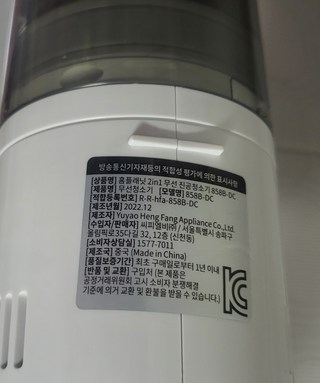 방송통신기자재등의 적합성 평가에 의한 표시사항
[상품명] 홈플래닛 2in1 무선 진공청소기 858B-DC
[제품명] 무선청소기 [모델명] 858B-DC
[적합등록번호] R-R-hfa-858B-DC
[제조년월] 2022.12
[제조자] Yuyao Heng Fang Appliance Co.,Ltd.
[수입자/판매자] 씨피엘비㈜ / 서울특별시 송파구
올림픽로35다길 32, 12층 (신천동)
[소비자상담실] 1577-7011
[제조국] 중국 (Made in China)
[품질보증기간] 최초 구매일로부터 1년 이내
[반품 및 교환] 구입처 (본 제품은
공정거래위원회 고시 소비자 분쟁해결
기준에 의거 교환 및 환불을 받을 수 있습니다.)